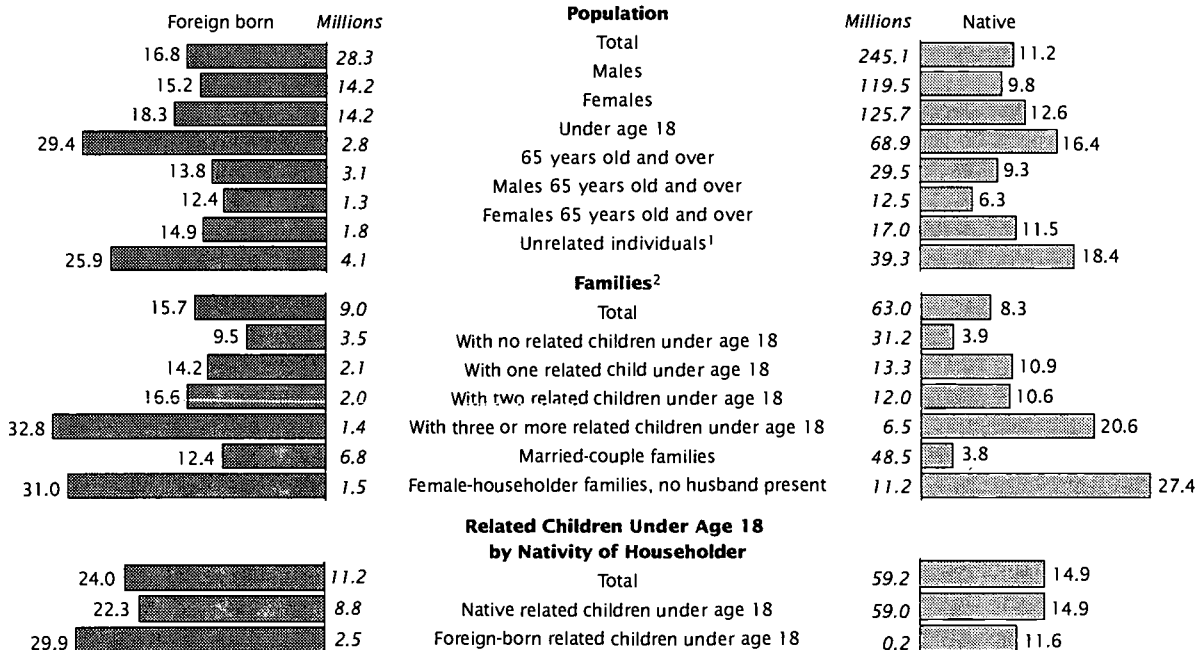 Population
Foreign born Millions Millions Native
16.8 28.3 Total 245.1 11.2
15.2 14.2 Males 119.5 9.8
18.3 14.2 Females 125.7 12.6
29.4 2.8 Under age 18 68.9 16.4
13.8 3.1 65 years old and over 29.5 9.3
12.4 1.3 Males 65 years old and over 12.5 6.3
14.9 1.8 Females 65 years old and over 17.0 11.5
25.9 4.1 Unrelated individuals¹ 39.3 18.4
Families²
15.7 9.0 Total 63.0 8.3
9.5 3.5 With no related children under age 18 31.2 3.9
14.2 2.1 With one related child under age 18 13.3 10.9
16.6 2.0 With two related children under age 18 12.0 10.6
32.8 1.4 With three or more related children under age 18 6.5 20.6
12.4 6.8 Married-couple families 48.5 3.8
31.0 1.5 Female-householder families, no husband present 11.2 27.4
Related Children Under Age 18
by Nativity of Householder
24.0 11.2 Total 59.2 14.9
22.3 8.8 Native related children under age 18 59.0 14.9
29.9 2.5 Foreign-born related children under age 18 0.2 11.6